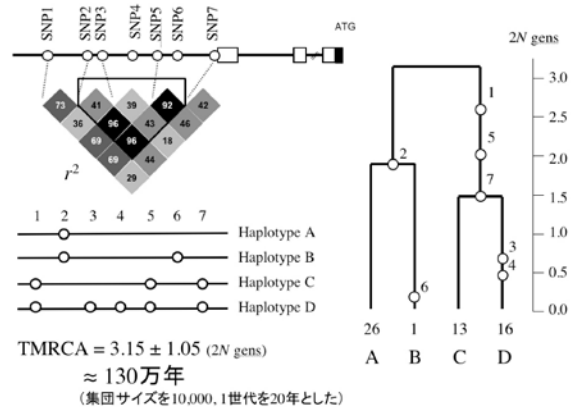 SNP1 SNP2 SNP3 SNP4 SNP5 SNP6 SNP7
ATG
73 41 39 92 42
36 96 43 46
69 96 18
69 44
29
r²
1 2 3 4 5 6 7
Haplotype A
Haplotype B
Haplotype C
Haplotype D
TMRCA = 3.15 ± 1.05 (2N gens)
≈ 130万年
(集団サイズを10,000, 1世代を20年とした)
2N gens
3.0
2.5
2.0
1.5
1.0
0.5
0.0
1
5
2
7
3
4
6
26 1 13 16
A B C D